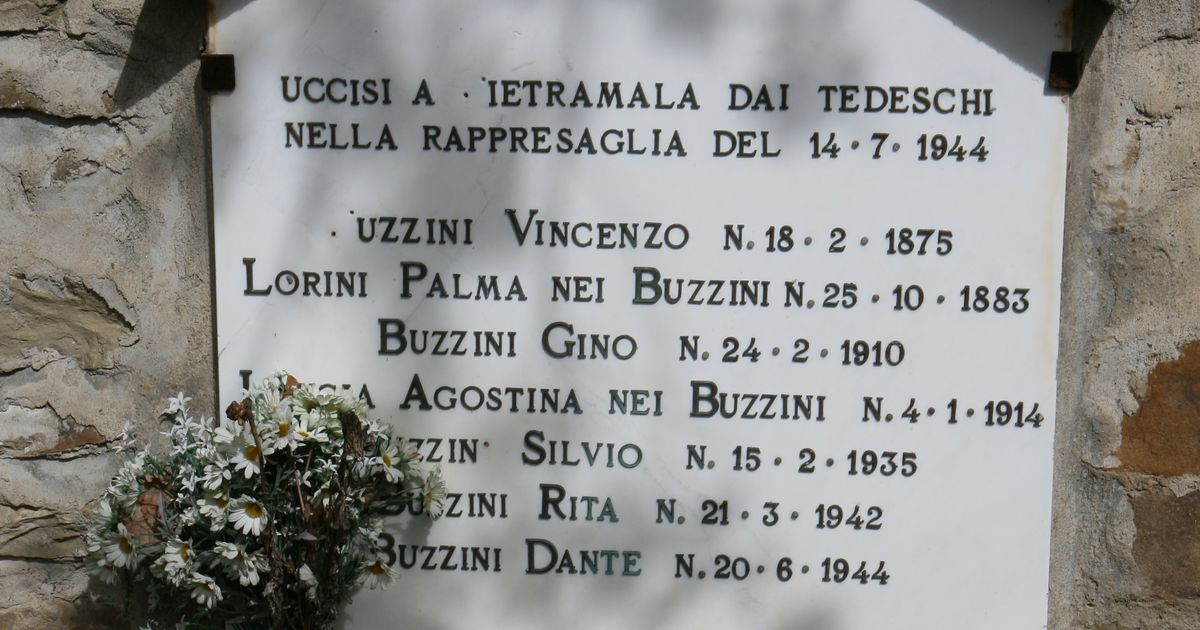 UCCISI A IETRAMALA DAI TEDESCHI
NELLA RAPPRESAGLIA DEL 14·7·1944
UZZINI VINCENZO N. 18·2·1875
LORINI PALMA NEI BUZZINI N. 25·10·1883
BUZZINI GINO N. 24·2·1910
AGOSTINA NEI BUZZINI N. 4·1·1914
ZZIN SILVIO N. 15·2·1935
BUZZINI RITA N. 21·3·1942
BUZZINI DANTE N. 20·6·1944